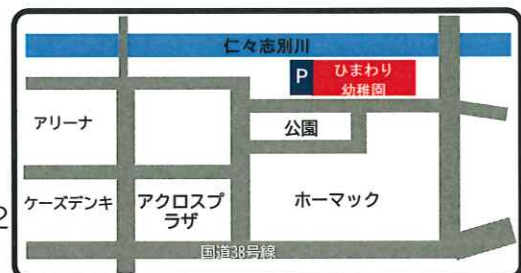 仁々志別川
P
ひまわり
幼稚園
アリーナ
公園
ケーズデンキ
アクロスプ
ラザ
ホーマック
国道38号線
2